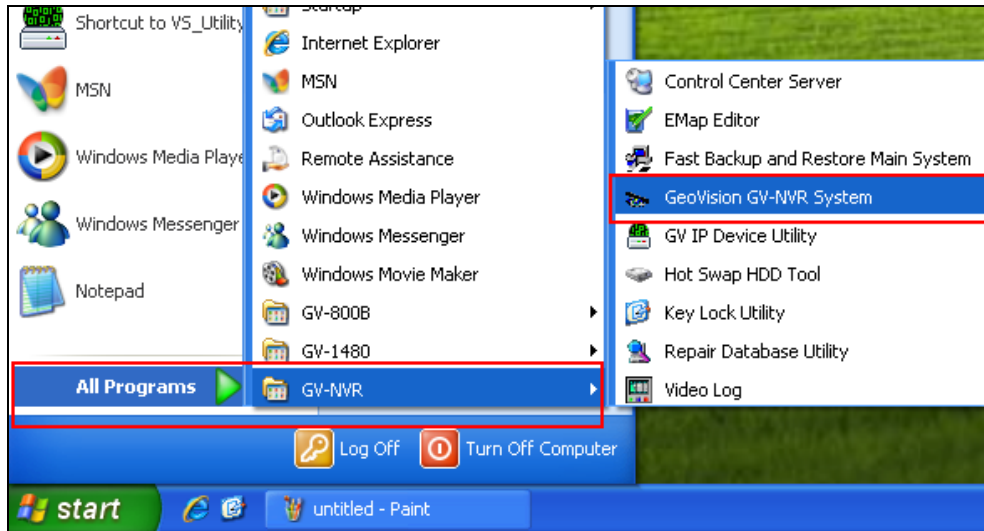 Shortcut to VS_Utility
MSN
Windows Media Playe
Windows Messenger
Notepad
All Programs
Startup
Internet Explorer
MSN
Outlook Express
Remote Assistance
Windows Media Player
Windows Messenger
Windows Movie Maker
GV-800B
GV-1480
GV-NVR
Control Center Server
EMap Editor
Fast Backup and Restore Main System
GeoVision GV-NVR System
GV IP Device Utility
Hot Swap HDD Tool
Key Lock Utility
Repair Database Utility
Video Log
Log Off
Turn Off Computer
start
untitled - Paint